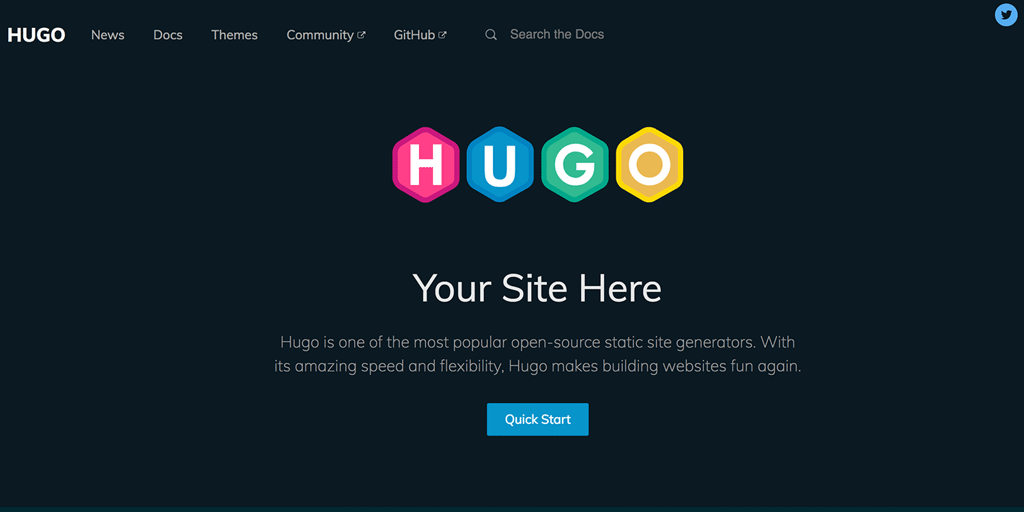 HUGO News Docs Themes Community GitHub Search the Docs
HUGO
Your Site Here
Hugo is one of the most popular open-source static site generators. With
its amazing speed and flexibility, Hugo makes building websites fun again.
Quick Start